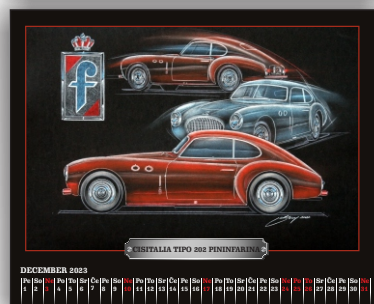 f
CISITALIA TIPO 202 PININFARINA
DECEMBER 2023
Pe So Ne Po To Sr Če Pe So Ne Po To Sr Če Pe So Ne Po To Sr Če Pe So Ne Po To Sr Če Pe So Ne
1 2 3 4 5 6 7 8 9 10 11 12 13 14 15 16 17 18 19 20 21 22 23 24 25 26 27 28 29 30 31